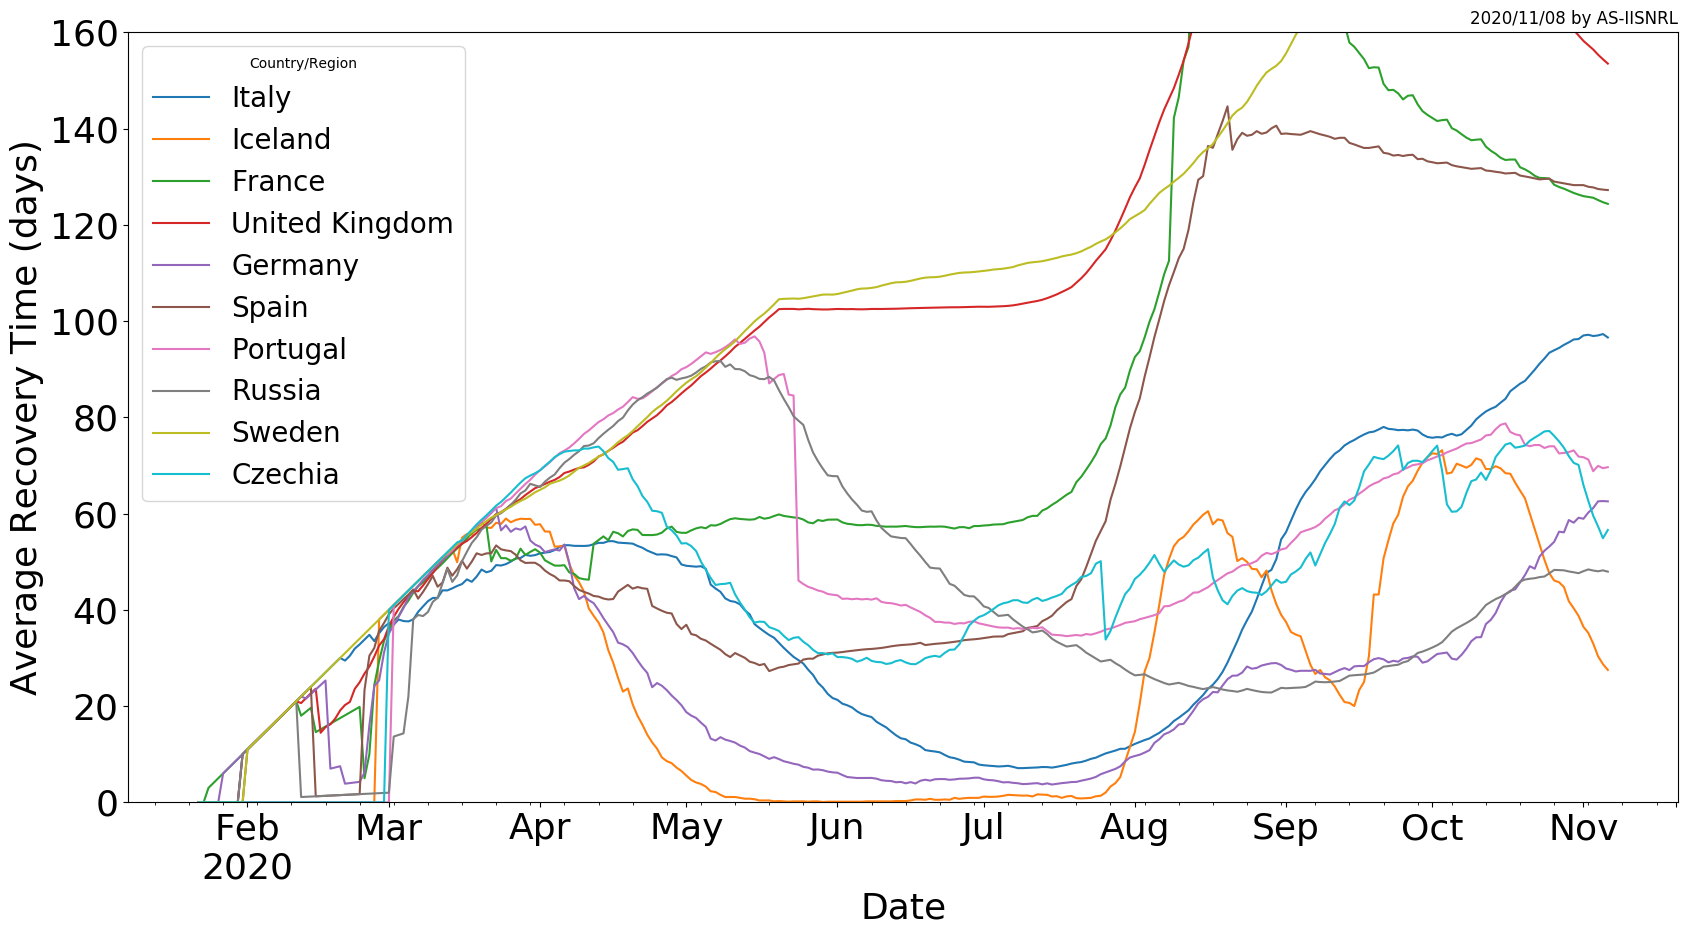 2020/11/08 by AS-IISNRL
160
140
120
100
80
60
40
20
0
Average Recovery Time (days)
Country/Region
Italy
Iceland
France
United Kingdom
Germany
Spain
Portugal
Russia
Sweden
Czechia
Feb Mar Apr May Jun Jul Aug Sep Oct Nov
2020
Date